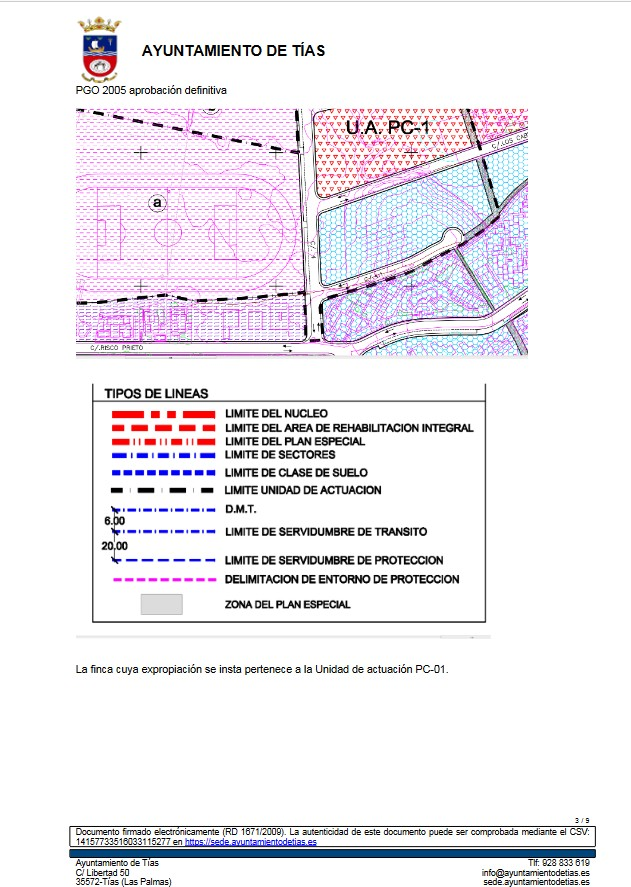 AYUNTAMIENTO DE TÍAS
PGO 2005 aprobación definitiva
U.A. PC-1
a
C/.RISCO PRIETO
TIPOS DE LINEAS
LIMITE DEL NUCLEO
LIMITE DEL AREA DE REHABILITACION INTEGRAL
LIMITE DEL PLAN ESPECIAL
LIMITE DE SECTORES
LIMITE DE CLASE DE SUELO
LIMITE UNIDAD DE ACTUACION
D.M.T.
6.00
LIMITE DE SERVIDUMBRE DE TRANSITO
20.00
LIMITE DE SERVIDUMBRE DE PROTECCION
DELIMITACION DE ENTORNO DE PROTECCION
ZONA DEL PLAN ESPECIAL
La finca cuya expropiación se insta pertenece a la Unidad de actuación PC-01.
3 / 9
Documento firmado electrónicamente (RD 1671/2009). La autenticidad de este documento puede ser comprobada mediante el CSV:
14157733516033115277 en https://sede.ayuntamientodetias.es
Ayuntamiento de Tías
Tlf: 928 833 619
C/ Libertad 50
info@ayuntamientodetias.es
35572-Tías (Las Palmas)
sede.ayuntamientodetias.es